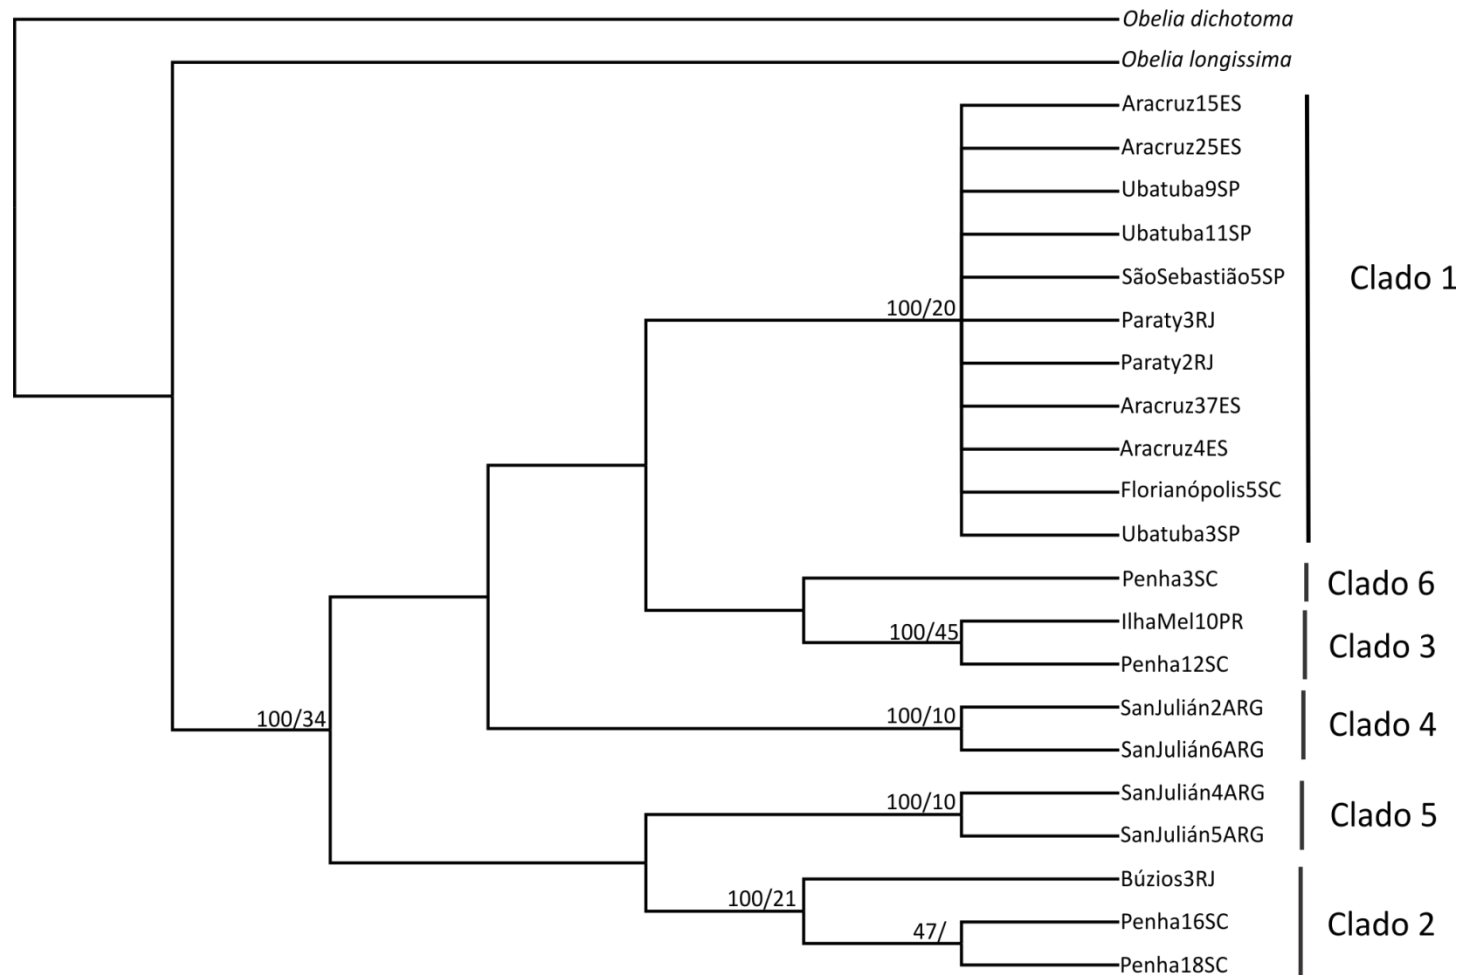 Obelia dichotoma
Obelia longissima
Aracruz15ES
Aracruz25ES
Ubatuba9SP
Ubatuba11SP
SãoSebastião5SP
Clado 1
100/20
Paraty3RJ
Paraty2RJ
Aracruz37ES
Aracruz4ES
Florianópolis5SC
Ubatuba3SP
Penha3SC
Clado 6
IlhaMel10PR
100/45
Clado 3
Penha12SC
SanJulián2ARG
100/34
100/10
Clado 4
SanJulián6ARG
SanJulián4ARG
100/10
Clado 5
SanJulián5ARG
Búzios3RJ
100/21
Penha16SC
Clado 2
47/
Penha18SC